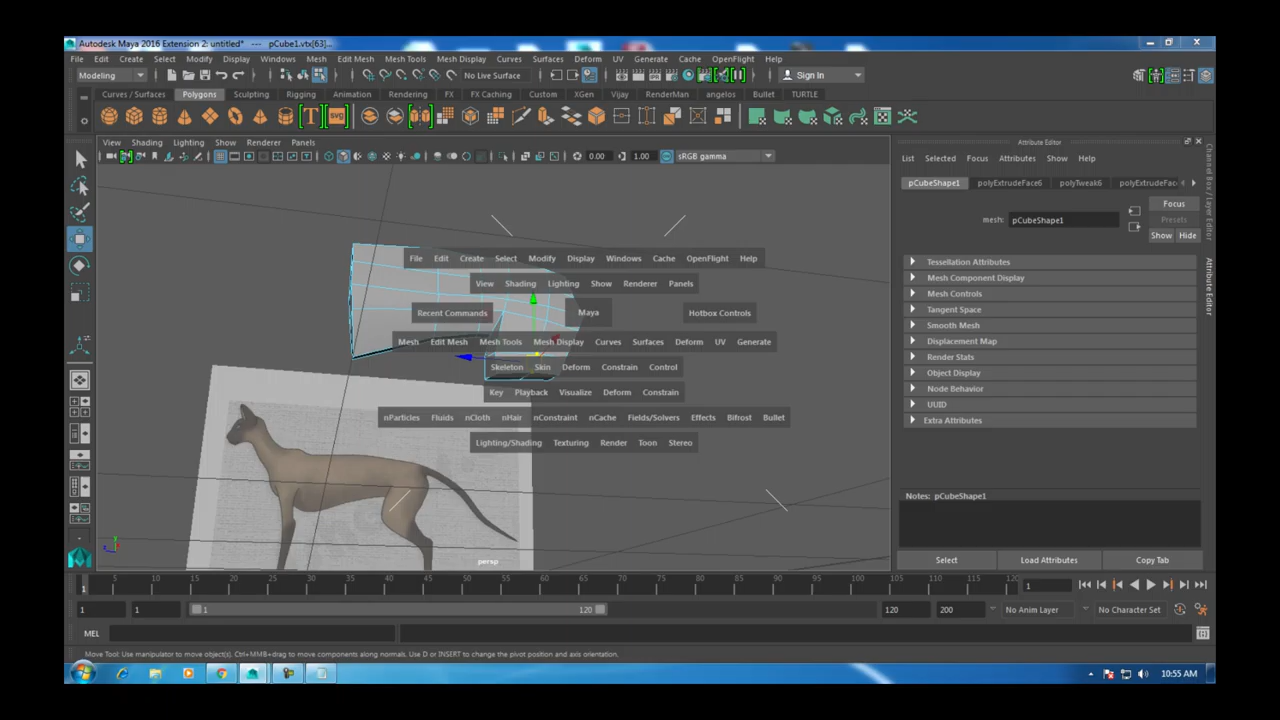 Autodesk Maya 2016 Extension 2: untitled* --- pCube1.vtx[63]...
File Edit Create Select Modify Display Windows Mesh Edit Mesh Mesh Tools Mesh Display Curves Surfaces Deform UV Generate Cache OpenFlight Help
Modeling No Live Surface Sign In
Curves / Surfaces Polygons Sculpting Rigging Animation Rendering FX FX Caching Custom XGen Vijay RenderMan angelos Bullet TURTLE
T SVG
View Shading Lighting Show Renderer Panels
0.00 1.00 sRGB gamma
Attribute Editor
List Selected Focus Attributes Show Help
pCubeShape1 polyExtrudeFace6 polyTweak6 polyExtrudeFac
mesh: pCubeShape1
Focus
Presets
Show Hide
Channel Box / Layer Editor
Attribute Editor
Tessellation Attributes
Mesh Component Display
Mesh Controls
Tangent Space
Smooth Mesh
Displacement Map
Render Stats
Object Display
Node Behavior
UUID
Extra Attributes
Notes: pCubeShape1
Select Load Attributes Copy Tab
File Edit Create Select Modify Display Windows Cache OpenFlight Help
View Shading Lighting Show Renderer Panels
Recent Commands Maya Hotbox Controls
Mesh Edit Mesh Mesh Tools Mesh Display Curves Surfaces Deform UV Generate
Skeleton Skin Deform Constrain Control
Key Playback Visualize Deform Constrain
nParticles Fluids nCloth nHair nConstraint nCache Fields/Solvers Effects Bifrost Bullet
Lighting/Shading Texturing Render Toon Stereo
persp
1 5 10 15 20 25 30 35 40 45 50 55 60 65 70 75 80 85 90 95 100 105 110 115 120 1
1 1 1 120 120 200 No Anim Layer No Character Set
MEL
Move Tool: Use manipulator to move object(s). Ctrl+MMB+drag to move components along normals. Use D or INSERT to change the pivot position and axis orientation.
10:55 AM